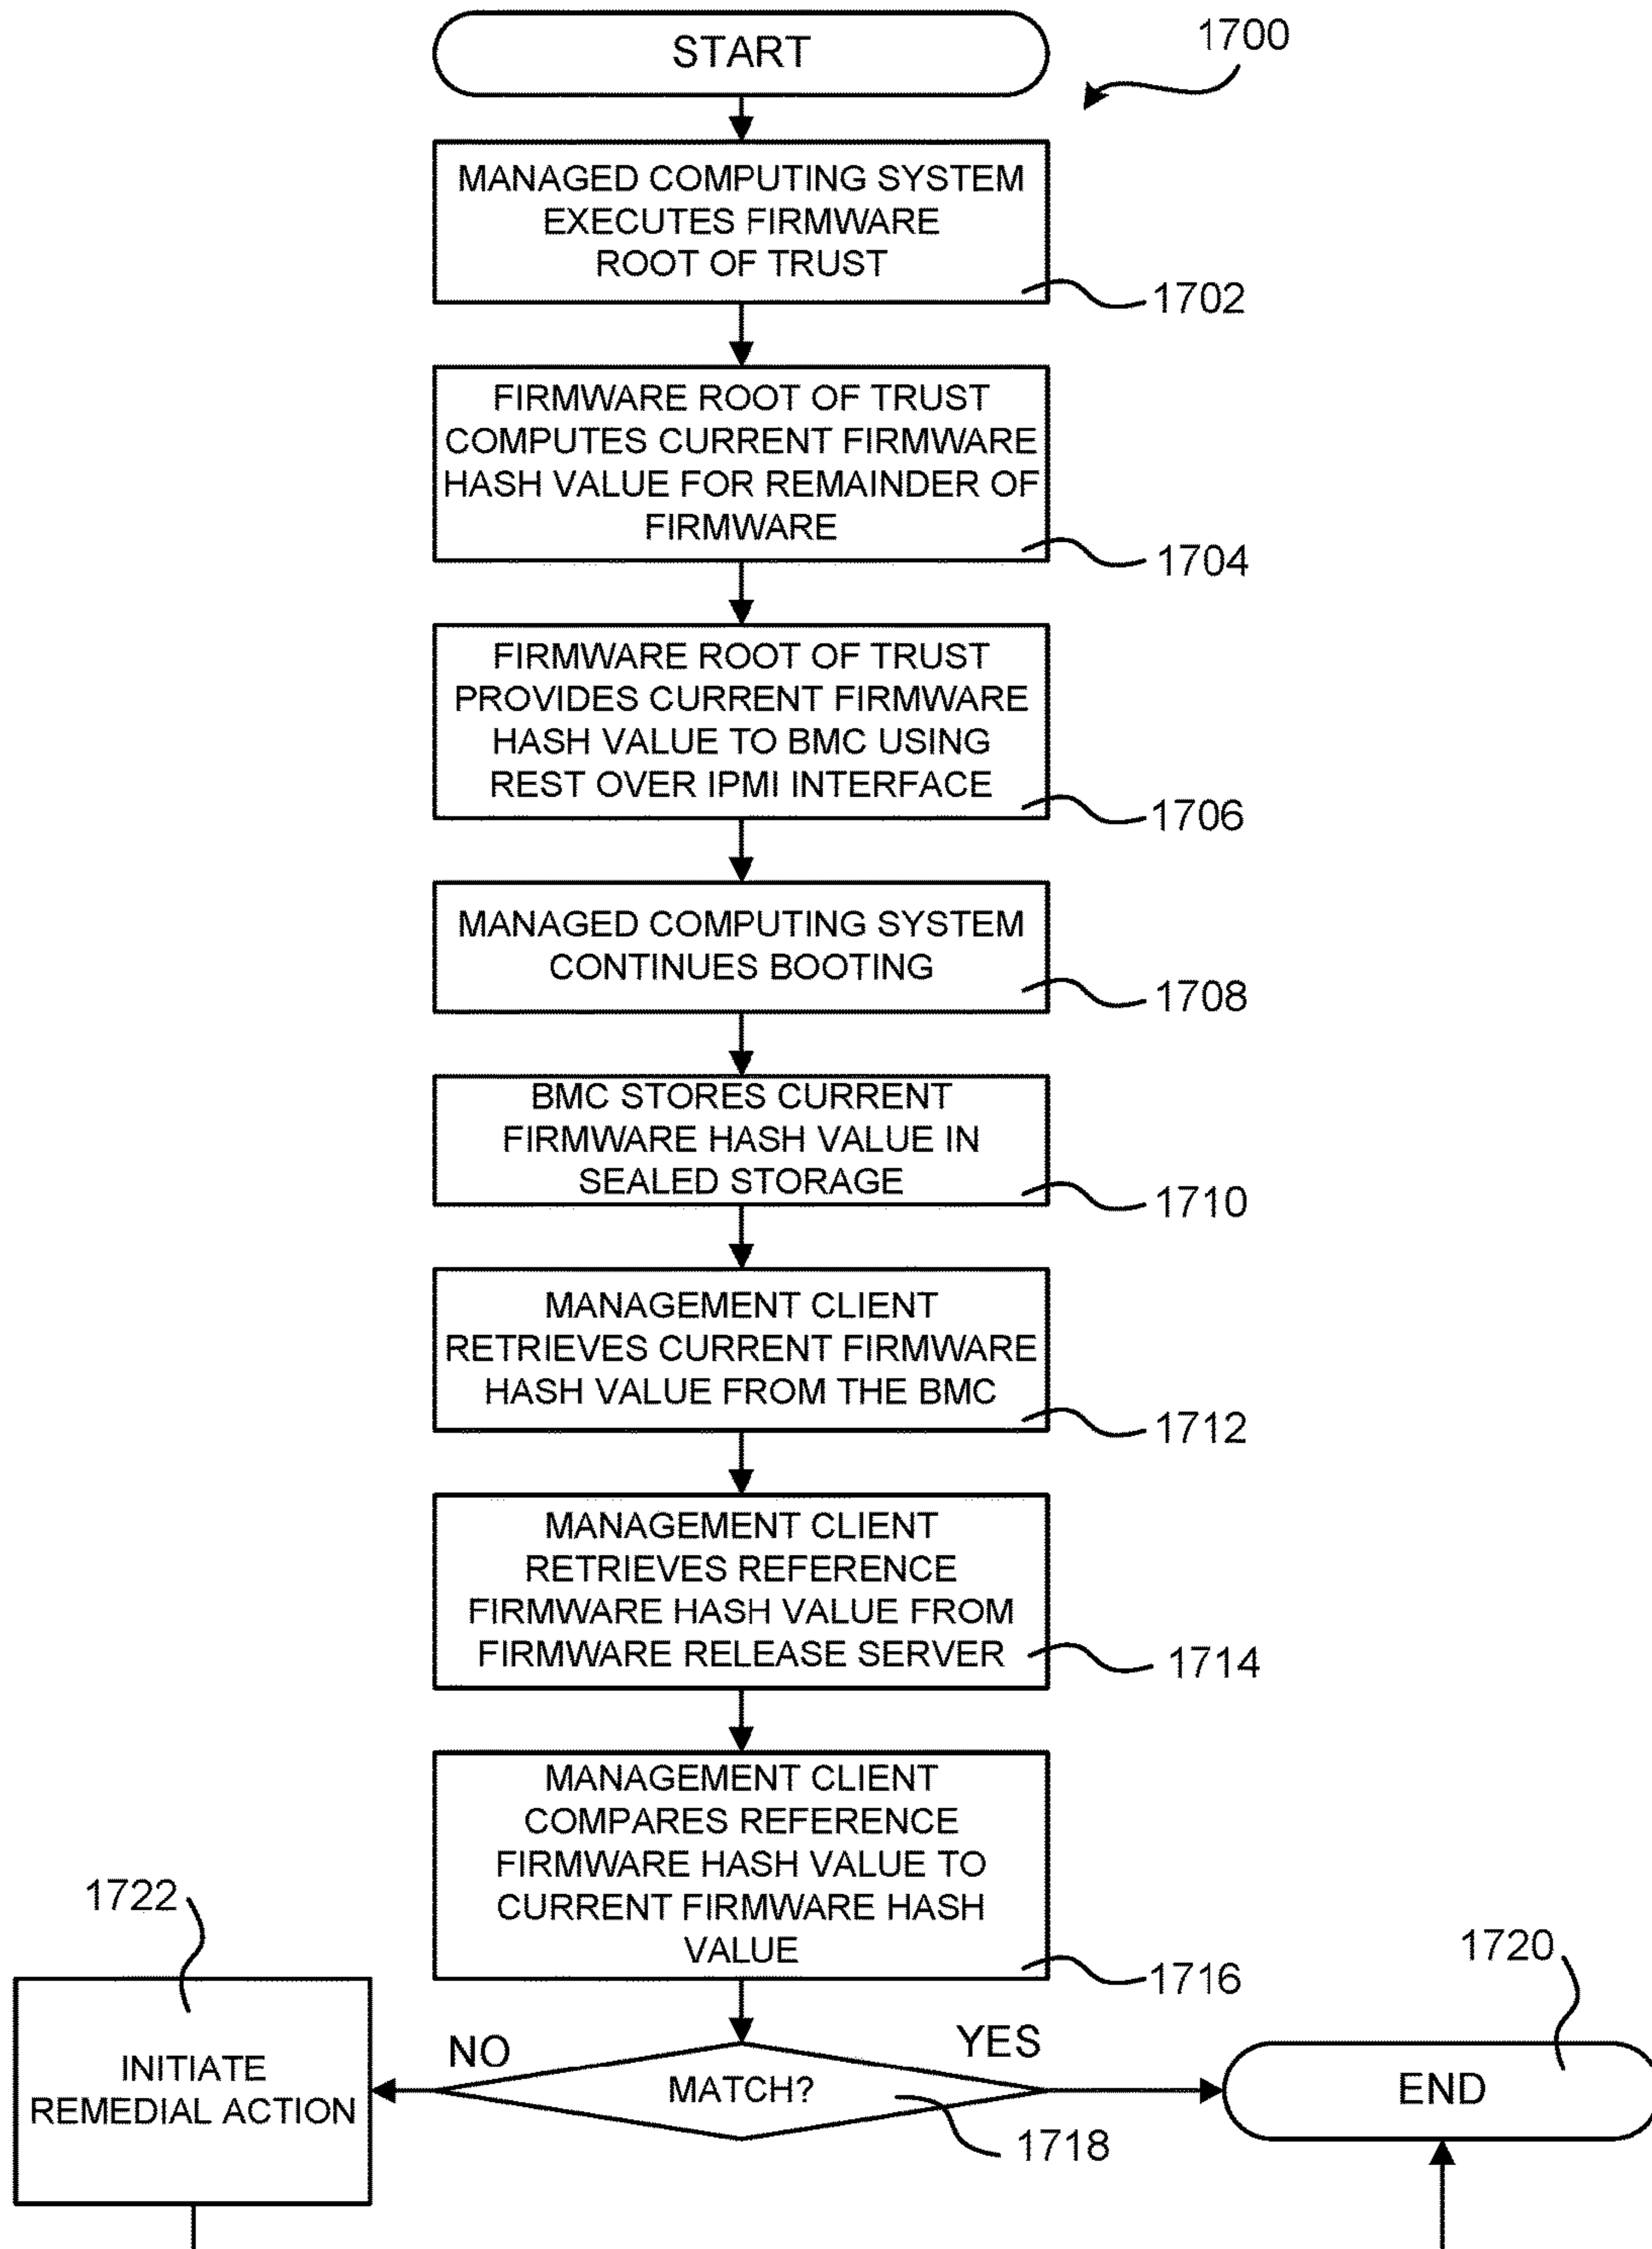 START
1700
MANAGED COMPUTING SYSTEM
EXECUTES FIRMWARE
ROOT OF TRUST
1702
FIRMWARE ROOT OF TRUST
COMPUTES CURRENT FIRMWARE
HASH VALUE FOR REMAINDER OF
FIRMWARE
1704
FIRMWARE ROOT OF TRUST
PROVIDES CURRENT FIRMWARE
HASH VALUE TO BMC USING
REST OVER IPMI INTERFACE
1706
MANAGED COMPUTING SYSTEM
CONTINUES BOOTING
1708
BMC STORES CURRENT
FIRMWARE HASH VALUE IN
SEALED STORAGE
1710
MANAGEMENT CLIENT
RETRIEVES CURRENT FIRMWARE
HASH VALUE FROM THE BMC
1712
MANAGEMENT CLIENT
RETRIEVES REFERENCE
FIRMWARE HASH VALUE FROM
FIRMWARE RELEASE SERVER
1714
MANAGEMENT CLIENT
COMPARES REFERENCE
FIRMWARE HASH VALUE TO
CURRENT FIRMWARE HASH
VALUE
1716
MATCH?
1718
NO
YES
1722
INITIATE
REMEDIAL ACTION
1720
END